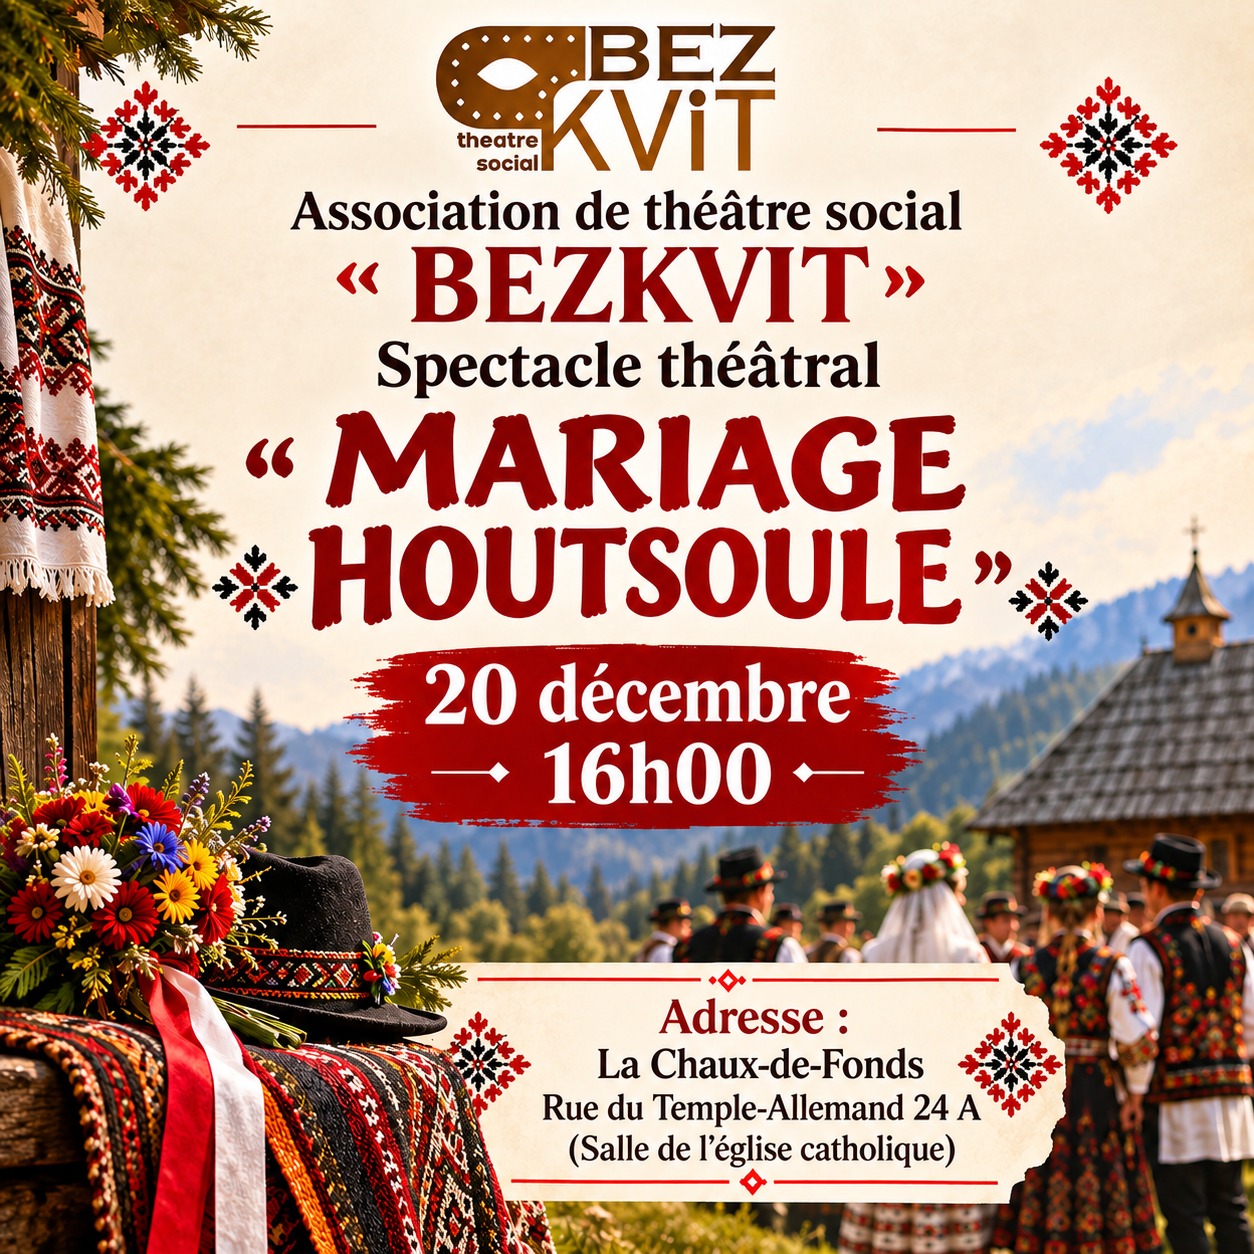 BEZ
KViT
theatre
social
Association de théâtre social
« BEZKVIT »
Spectacle théâtral
“ MARIAGE
HOUTSOULE ”
20 décembre
16h00
Adresse :
La Chaux-de-Fonds
Rue du Temple-Allemand 24 A
(Salle de l’église catholique)